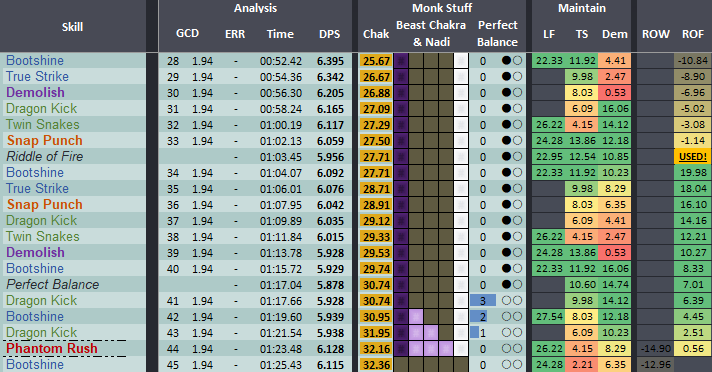 Analysis Monk Stuff Maintain
Skill GCD ERR Time DPS Chak Beast Chakra & Nadi Perfect Balance LF TS Dem ROW ROF
Bootshine 28 1.94 - 00:52.42 6.395 25.67 0 22.33 11.92 4.41 -10.84
True Strike 29 1.94 - 00:54.36 6.342 26.67 0 9.98 2.47 -8.90
Demolish 30 1.94 - 00:56.30 6.205 26.88 0 8.03 0.53 -6.96
Dragon Kick 31 1.94 - 00:58.24 6.165 27.09 0 6.09 16.06 -5.02
Twin Snakes 32 1.94 - 01:00.19 6.117 27.29 0 26.22 4.15 14.12 -3.08
Snap Punch 33 1.94 - 01:02.13 6.059 27.50 0 24.28 13.86 12.18 -1.14
Riddle of Fire - 01:03.45 5.956 27.71 0 22.95 12.54 10.85 USED!
Bootshine 34 1.94 - 01:04.07 6.092 27.71 0 22.33 11.92 10.23 19.98
True Strike 35 1.94 - 01:06.01 6.076 28.71 0 9.98 8.29 18.04
Snap Punch 36 1.94 - 01:07.95 6.042 28.91 0 8.03 6.35 16.10
Dragon Kick 37 1.94 - 01:09.89 6.035 29.12 0 6.09 4.41 14.16
Twin Snakes 38 1.94 - 01:11.84 6.015 29.33 0 26.22 4.15 2.47 12.21
Demolish 39 1.94 - 01:13.78 5.928 29.53 0 24.28 13.86 0.53 10.27
Bootshine 40 1.94 - 01:15.72 5.929 29.74 0 22.33 11.92 16.06 8.33
Perfect Balance - 01:17.04 5.878 30.74 0 10.60 14.74 7.01
Dragon Kick 41 1.94 - 01:17.66 5.928 30.74 3 9.98 14.12 6.39
Bootshine 42 1.94 - 01:19.60 5.939 30.95 2 27.54 8.03 12.18 4.45
Dragon Kick 43 1.94 - 01:21.54 5.938 31.95 1 6.09 10.23 2.51
Phantom Rush 44 1.94 - 01:23.48 6.128 32.16 0 26.22 4.15 8.29 -14.90 0.56
Bootshine 45 1.94 - 01:25.43 6.115 32.36 0 24.28 2.21 6.35 -12.96